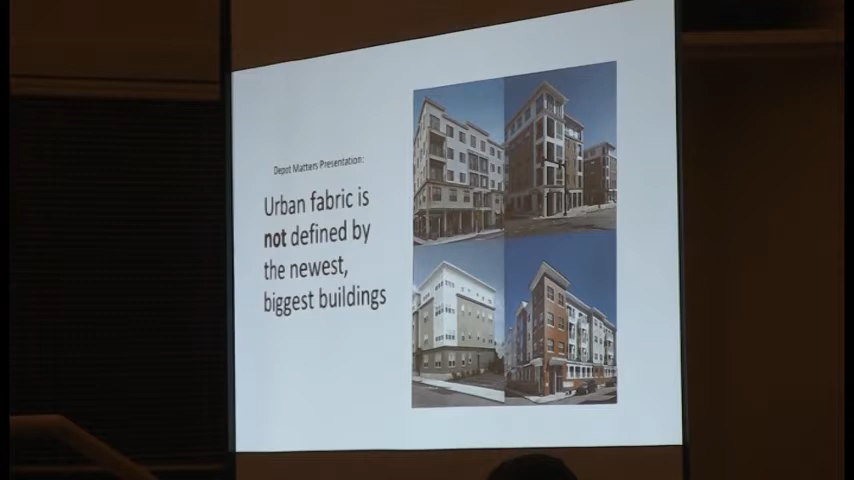 Depot Matters Presentation:
Urban fabric is
not defined by
the newest,
biggest buildings